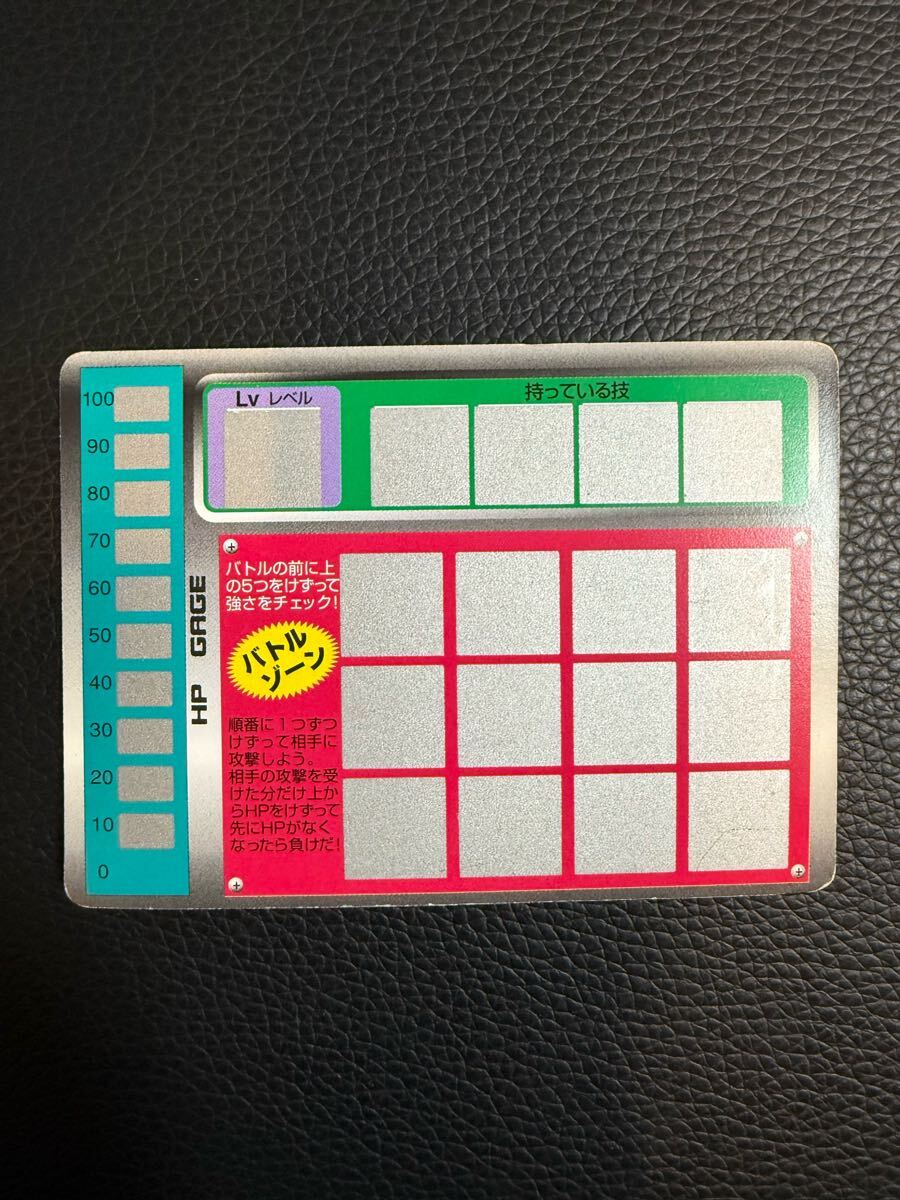 100
90
80
70
60
50
40
30
20
10
0
HP GAGE
Lv レベル
持っている技
バトルの前に上
の5つをけずって
強さをチェック!
バトル
ゾーン
順番に1つずつ
けずって相手に
攻撃しよう。
相手の攻撃を受
けた分だけ上か
らHPをけずって
先にHPがなく
なったら負けだ!